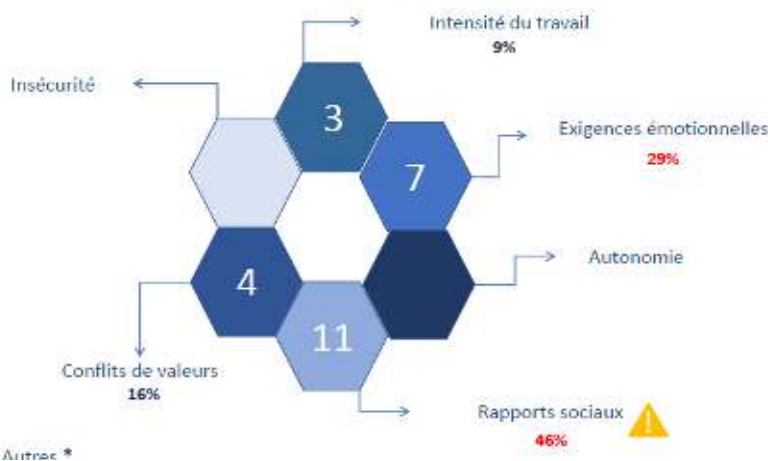 Intensité du travail
9%
Insécurité
3
Exigences émotionnelles
29%
7
Autonomie
4
11
Conflits de valeurs
16%
Rapports sociaux
46%
Autres *